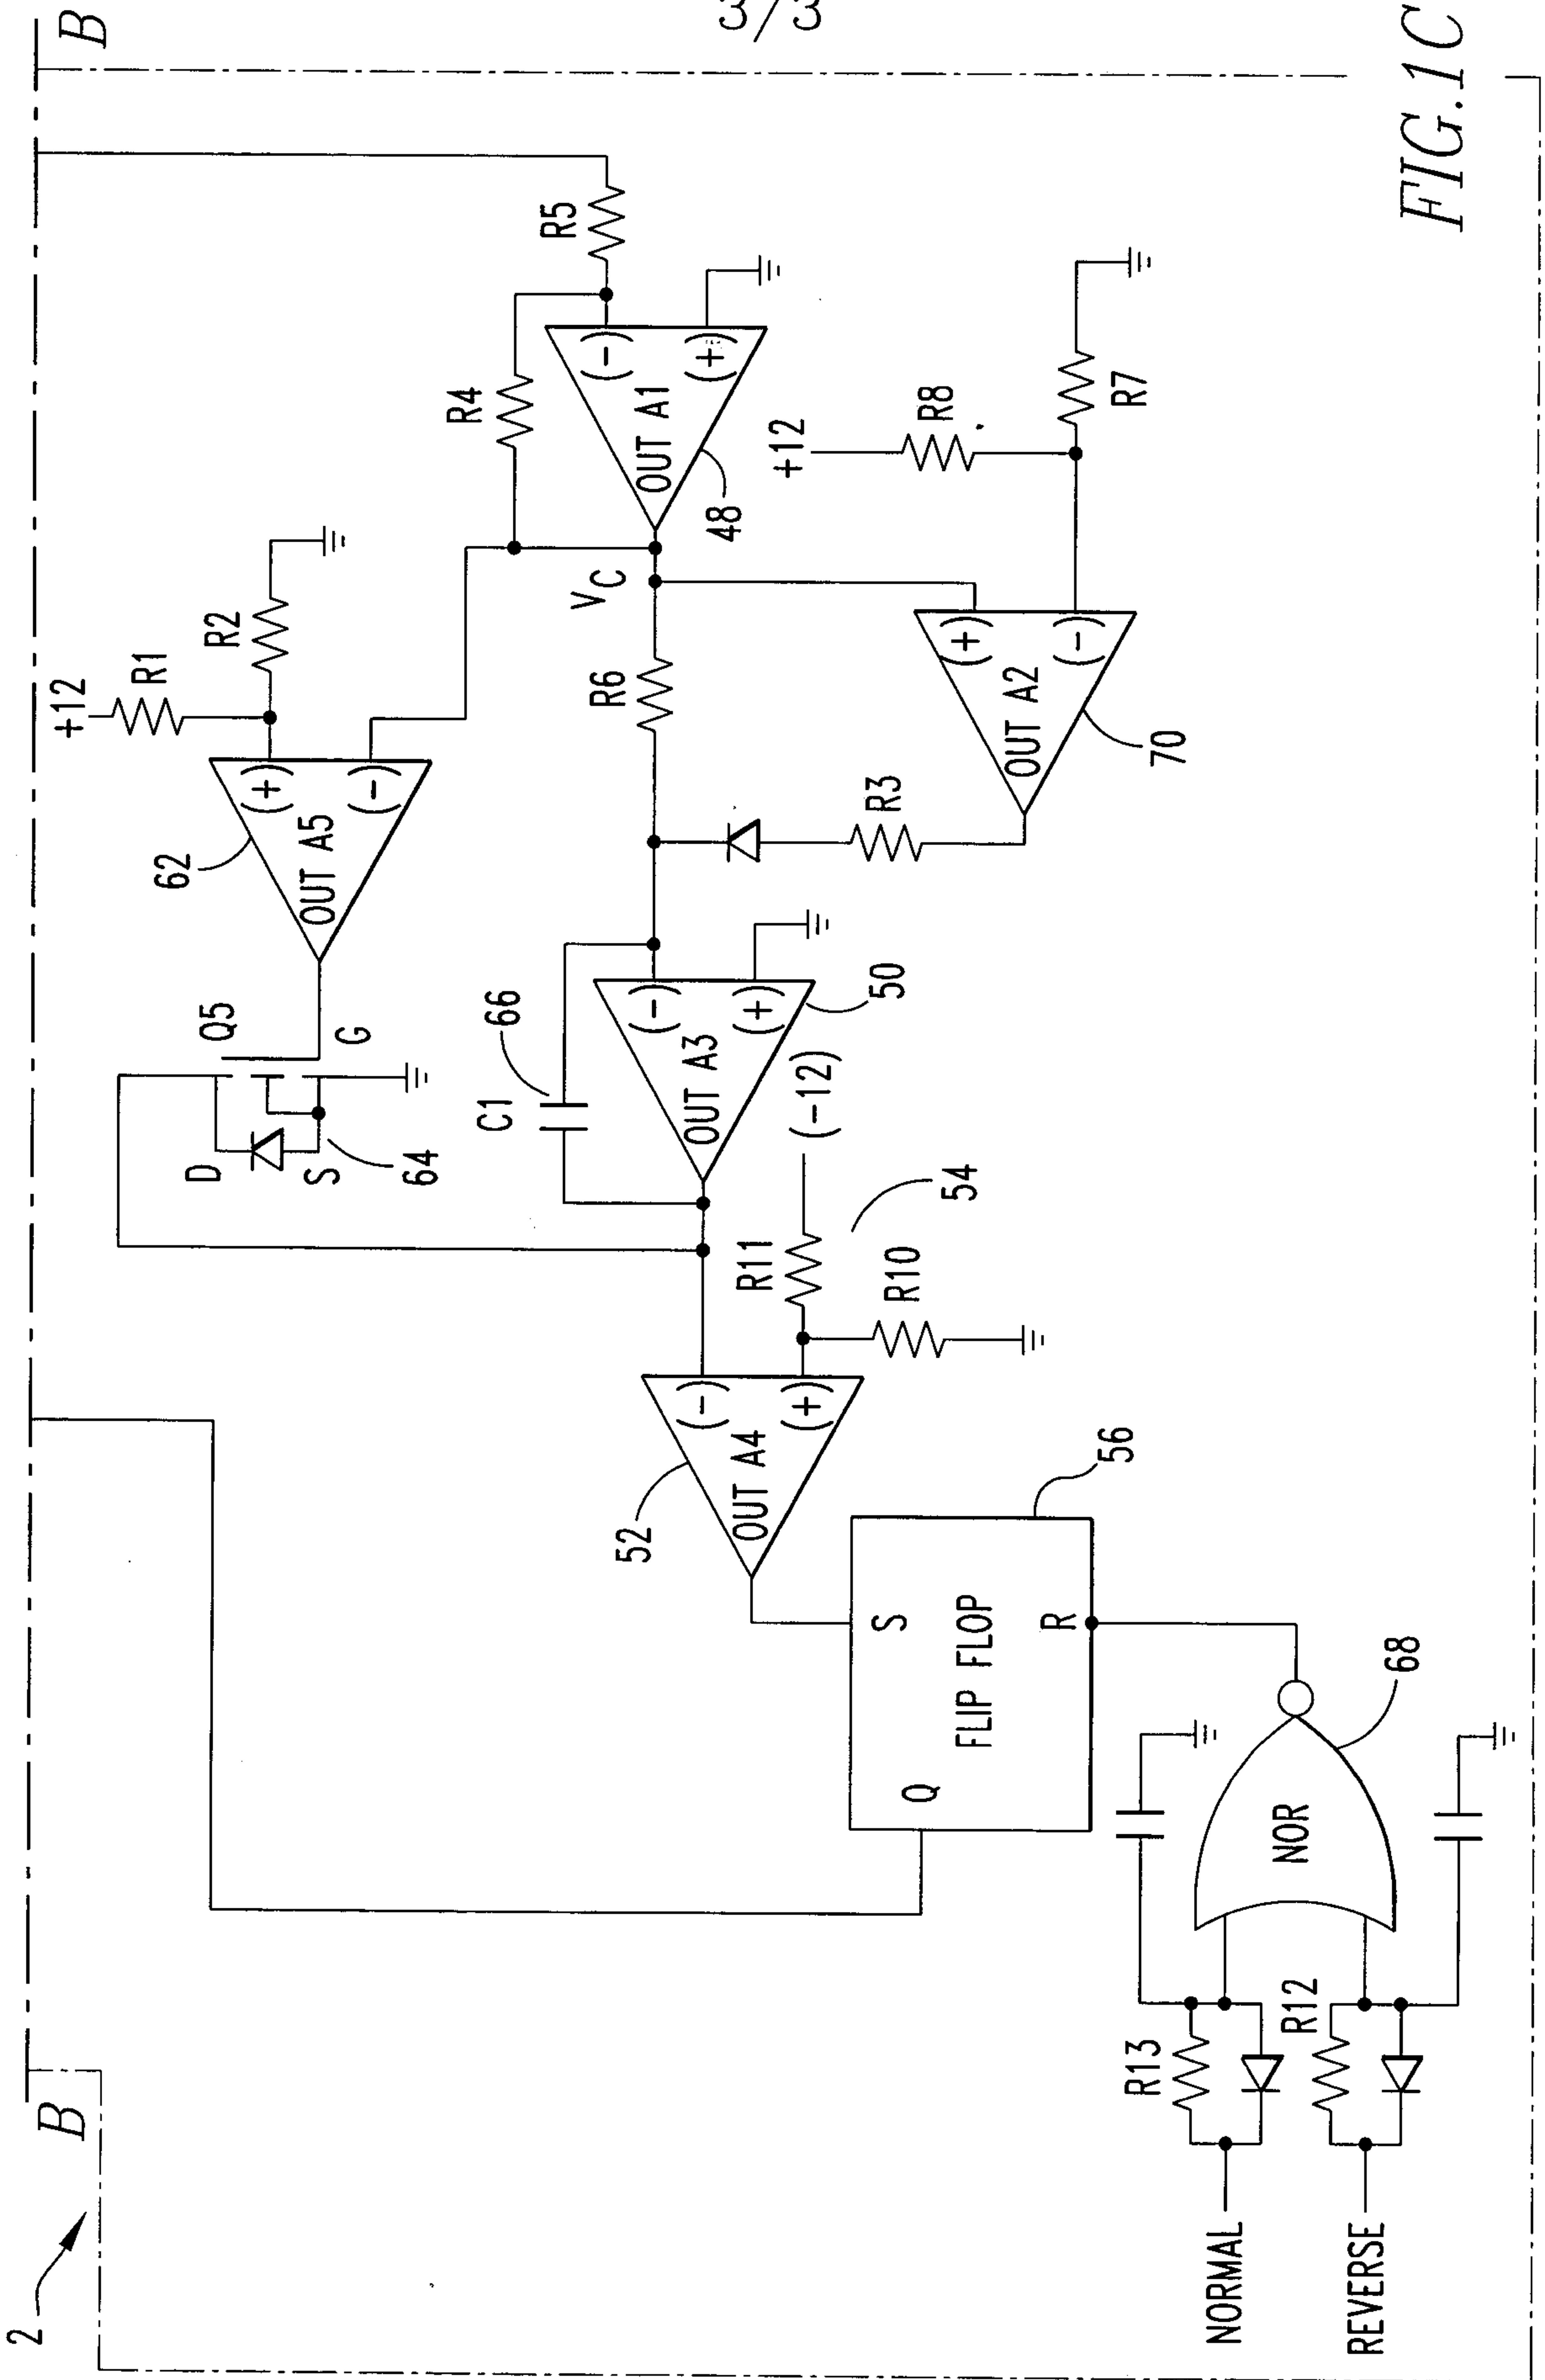 3/3
B
+12
R1
R2
62
OUT A5
(+)
(-)
Q5
G
D
S
64
R5
R4
OUT A1
(-)
(+)
48
VC
R6
+12
R8
R7
OUT A2
(+)
(-)
70
R3
C1
66
OUT A3
(-)
(+)
50
(-12)
54
R11
R10
OUT A4
(-)
(+)
52
56
S
FLIP FLOP
R
Q
NOR
68
R13
R12
NORMAL
REVERSE
B
2
FIG.1C